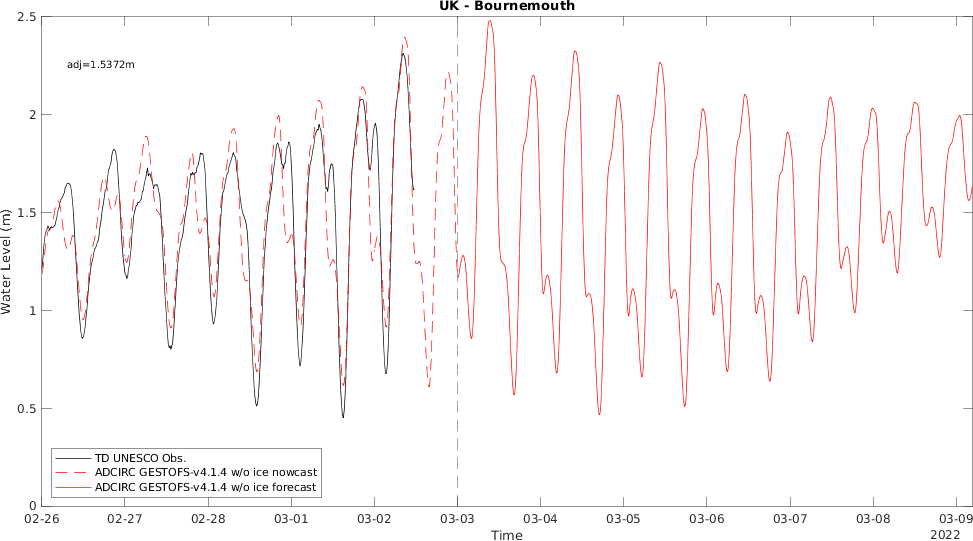 UK - Bournemouth
adj=1.5372m
Water Level (m)
2.5
2
1.5
1
0.5
0
TD UNESCO Obs.
ADCIRC GESTOFS-v4.1.4 w/o ice nowcast
ADCIRC GESTOFS-v4.1.4 w/o ice forecast
02-26 02-27 02-28 03-01 03-02 03-03 03-04 03-05 03-06 03-07 03-08 03-09
Time
2022